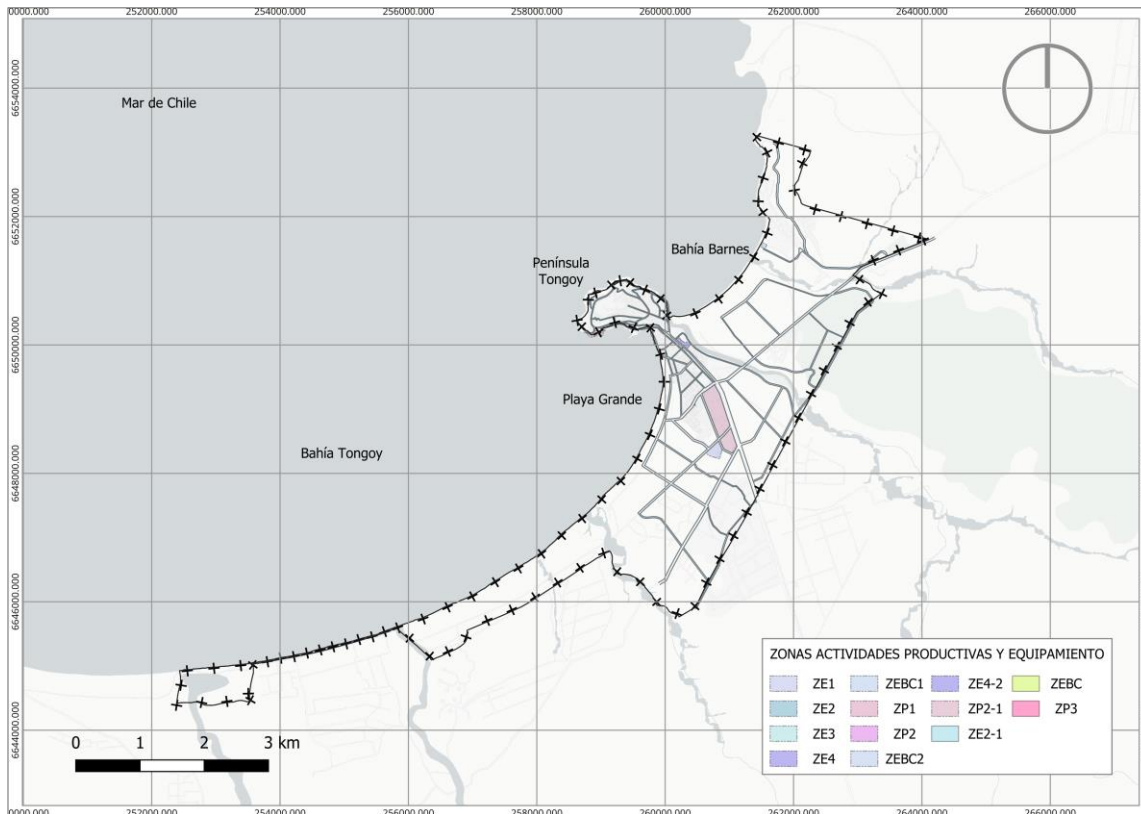 0000.000 252000.000 254000.000 256000.000 258000.000 260000.000 262000.000 264000.000 266000.000
6654000.000
Mar de Chile
6652000.000
Bahía Barnes
Península
Tongoy
6650000.000
Playa Grande
Bahía Tongoy
6648000.000
6646000.000
ZONAS ACTIVIDADES PRODUCTIVAS Y EQUIPAMIENTO
ZE1 ZEBC1 ZE4-2 ZEBC
ZE2 ZP1 ZP2-1 ZP3
ZE3 ZP2 ZE2-1
ZE4 ZEBC2
6644000.000
0 1 2 3 km
0000.000 252000.000 254000.000 256000.000 258000.000 260000.000 262000.000 264000.000 266000.000